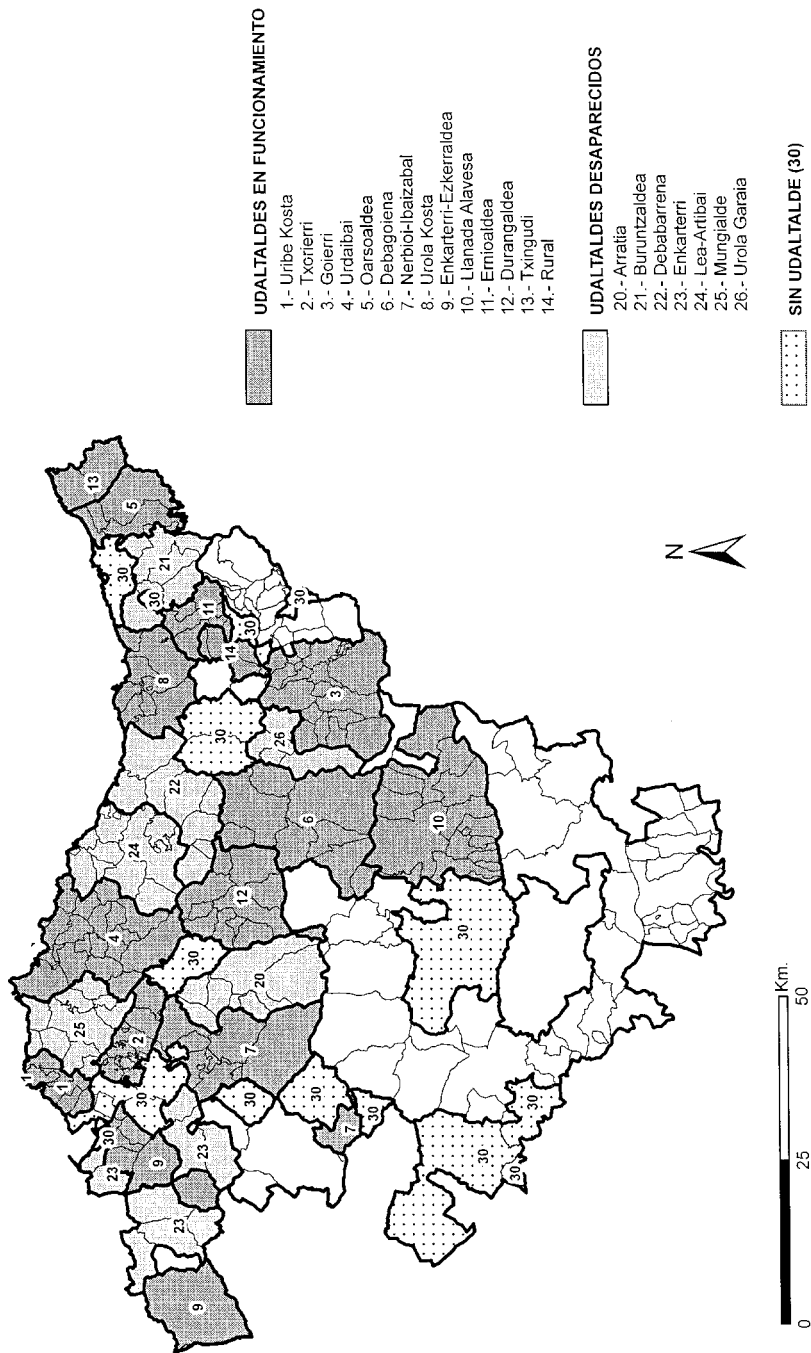 UDALTALDES EN FUNCIONAMIENTO
1.- Uribe Kosta
2.- Txorierri
3.- Goierri
4.- Urdaibai
5.- Oarsoaldea
6.- Debagoiena
7.- Nerbioi-Ibaizabal
8.- Urola Kosta
9.- Enkarterri-Ezkerraldea
10.- Llanada Alavesa
11.- Ernioaldea
12.- Durangaldea
13.- Txingudi
14.- Rural
UDALTALDES DESAPARECIDOS
20.- Arratia
21.- Buruntzaldea
22.- Debabarrena
23.- Enkarterri
24.- Lea-Artibai
25.- Mungialde
26.- Urola Garaia
SIN UDALTALDE (30)
1
1
25
4
24
22
8
30
21
13
5
30
11
14
30
30
30
26
3
2
30
30
23
9
23
23
9
7
20
30
12
6
10
30
30
7
30
30
30
30
30
N
0
25
50
Km.